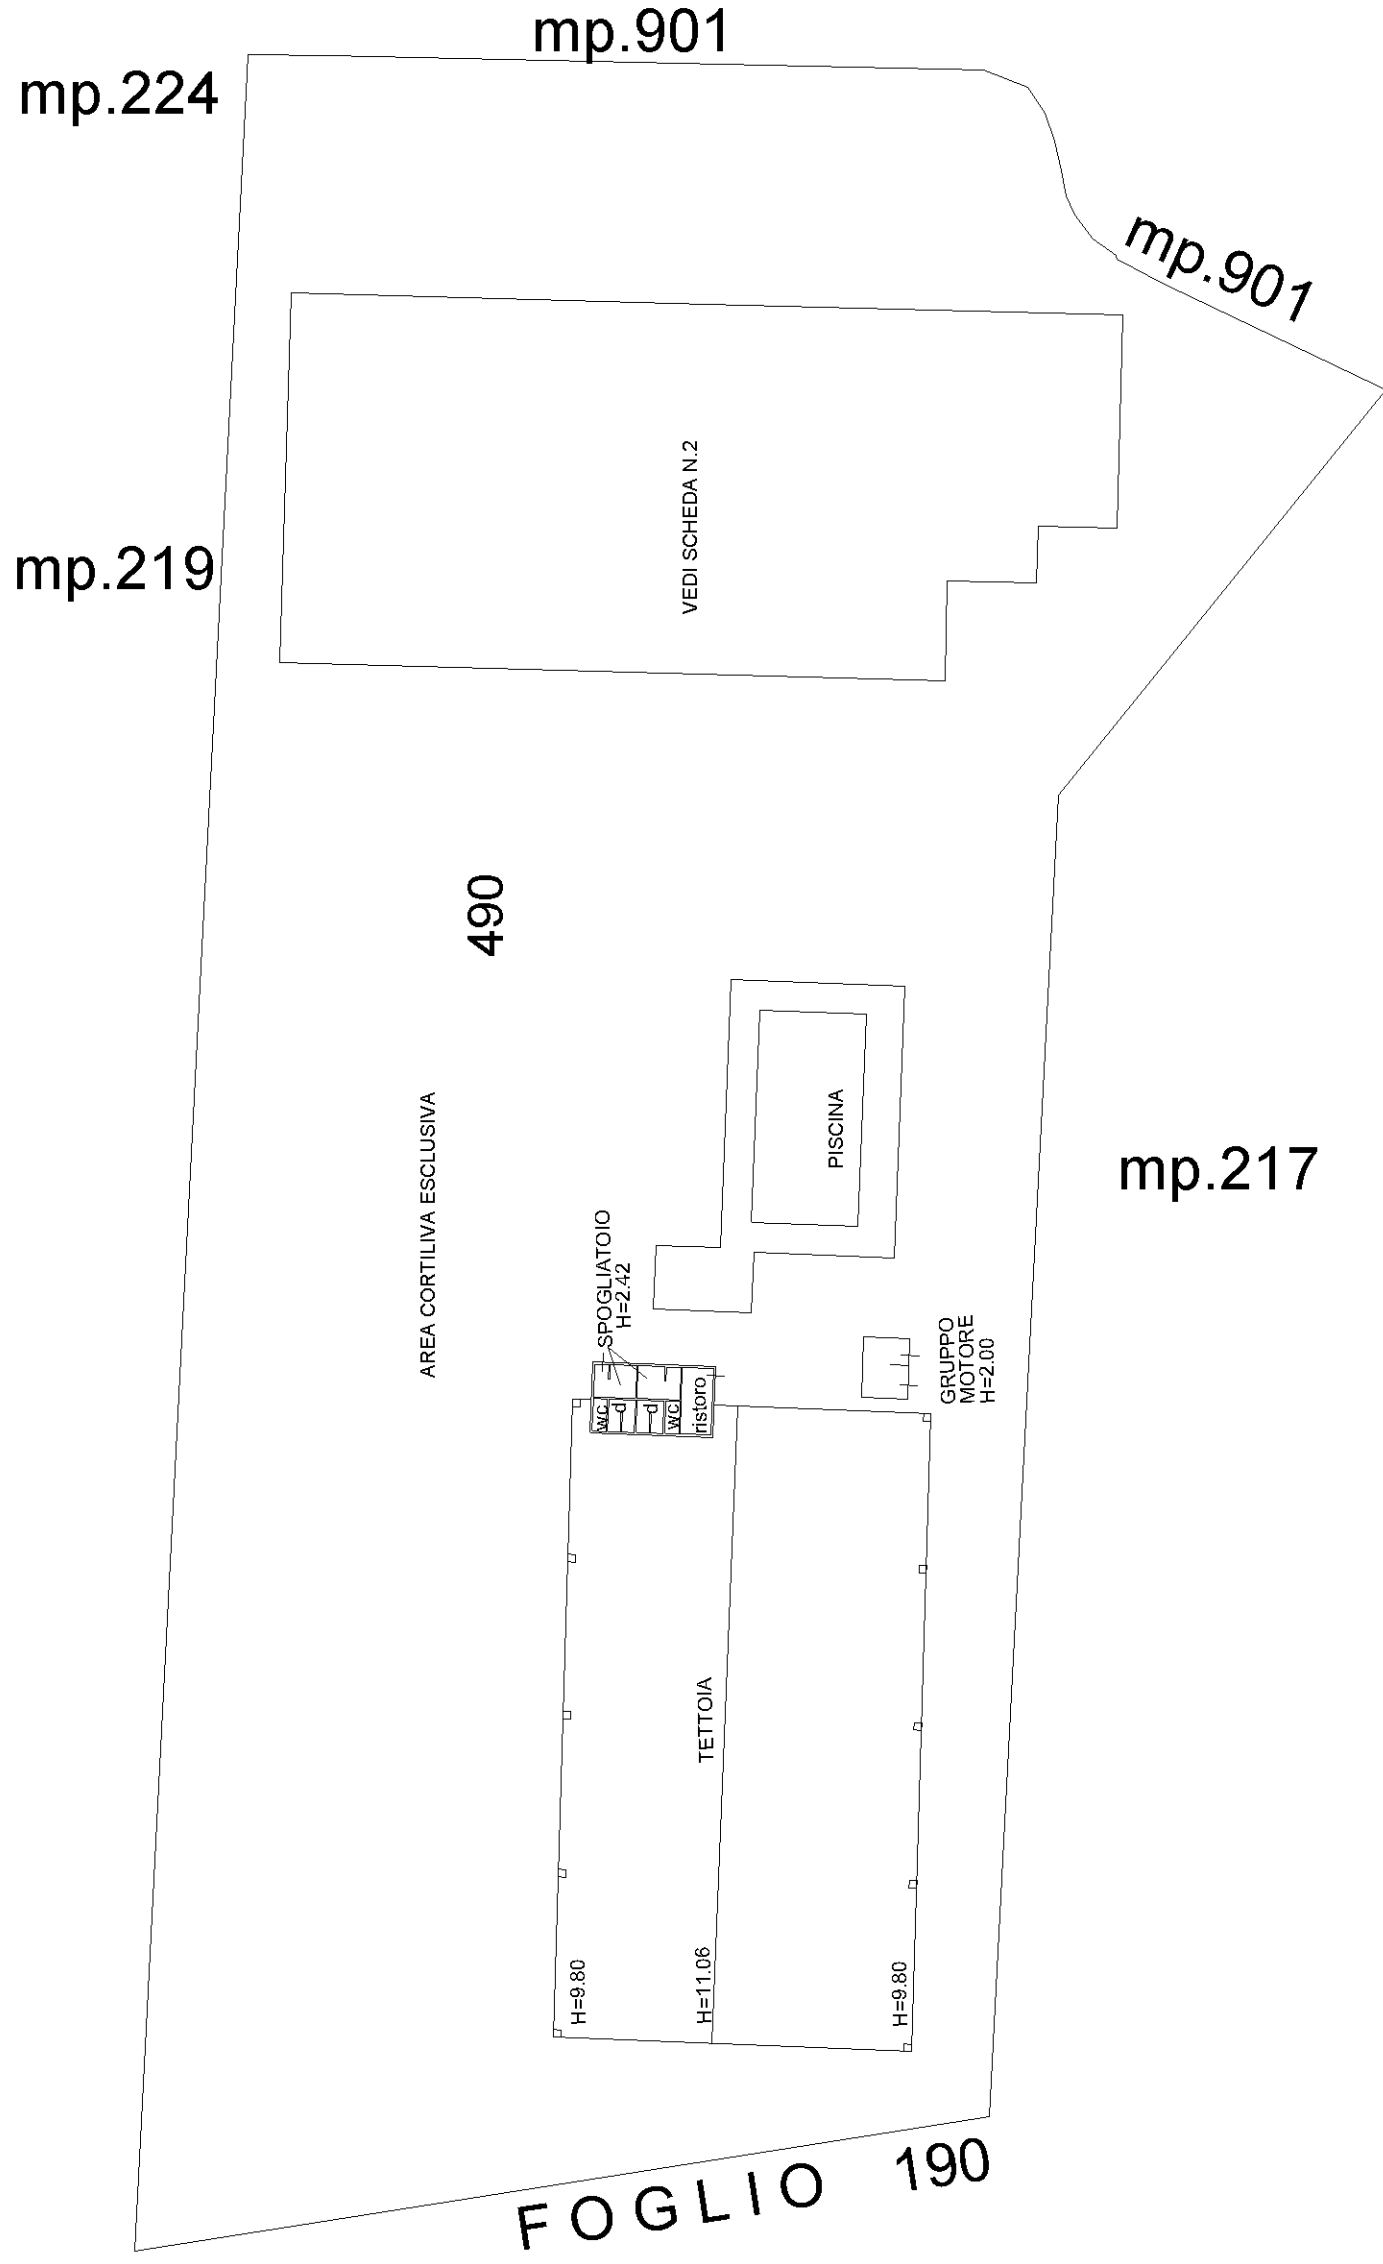 mp.901
mp.224
mp.901
VEDI SCHEDA N.2
mp.219
490
PISCINA
AREA CORTILIVA ESCLUSIVA
mp.217
SPOGLIATOIO
H=2.42
GRUPPO
MOTORE
H=2.00
wc
d
d
wc
ristoro
TETTOIA
H=9.80
H=11.06
H=9.80
FOGLIO 190